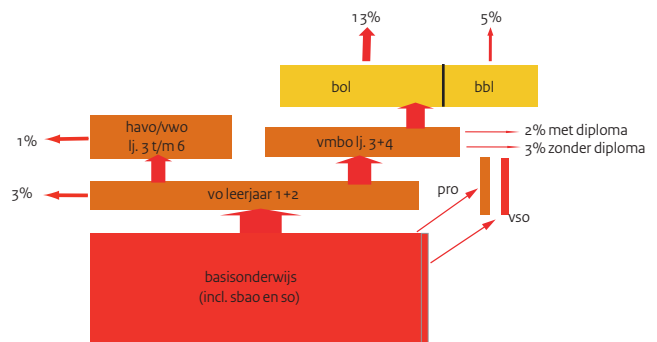 13%
5%
bol
bbl
havo/vwo
lj. 3 t/m 6
1%
vmbo lj. 3+4
2% met diploma
3% zonder diploma
3%
vo leerjaar 1+2
pro
vso
basisonderwijs
(incl. sbao en so)